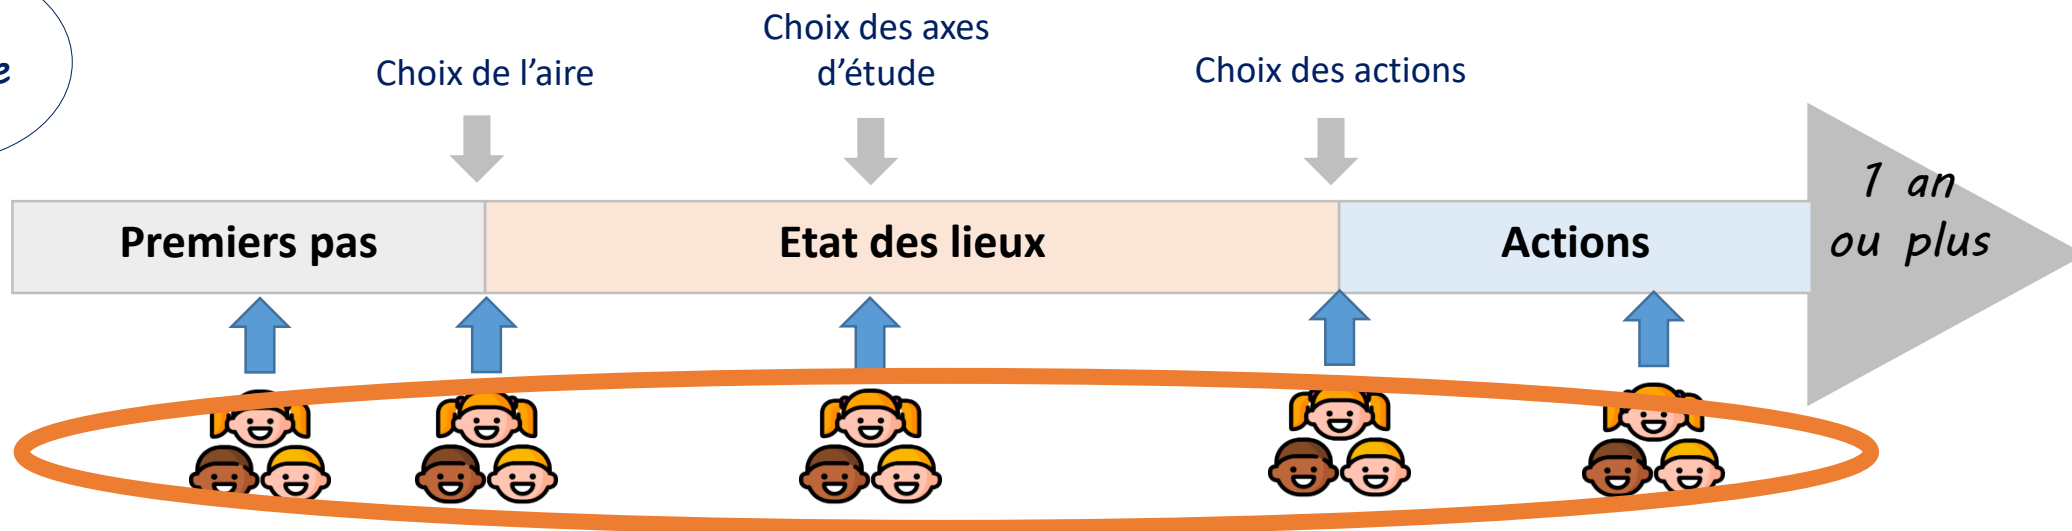 Choix de l’aire
Choix des axes
d’étude
Choix des actions
Premiers pas
Etat des lieux
Actions
1 an
ou plus